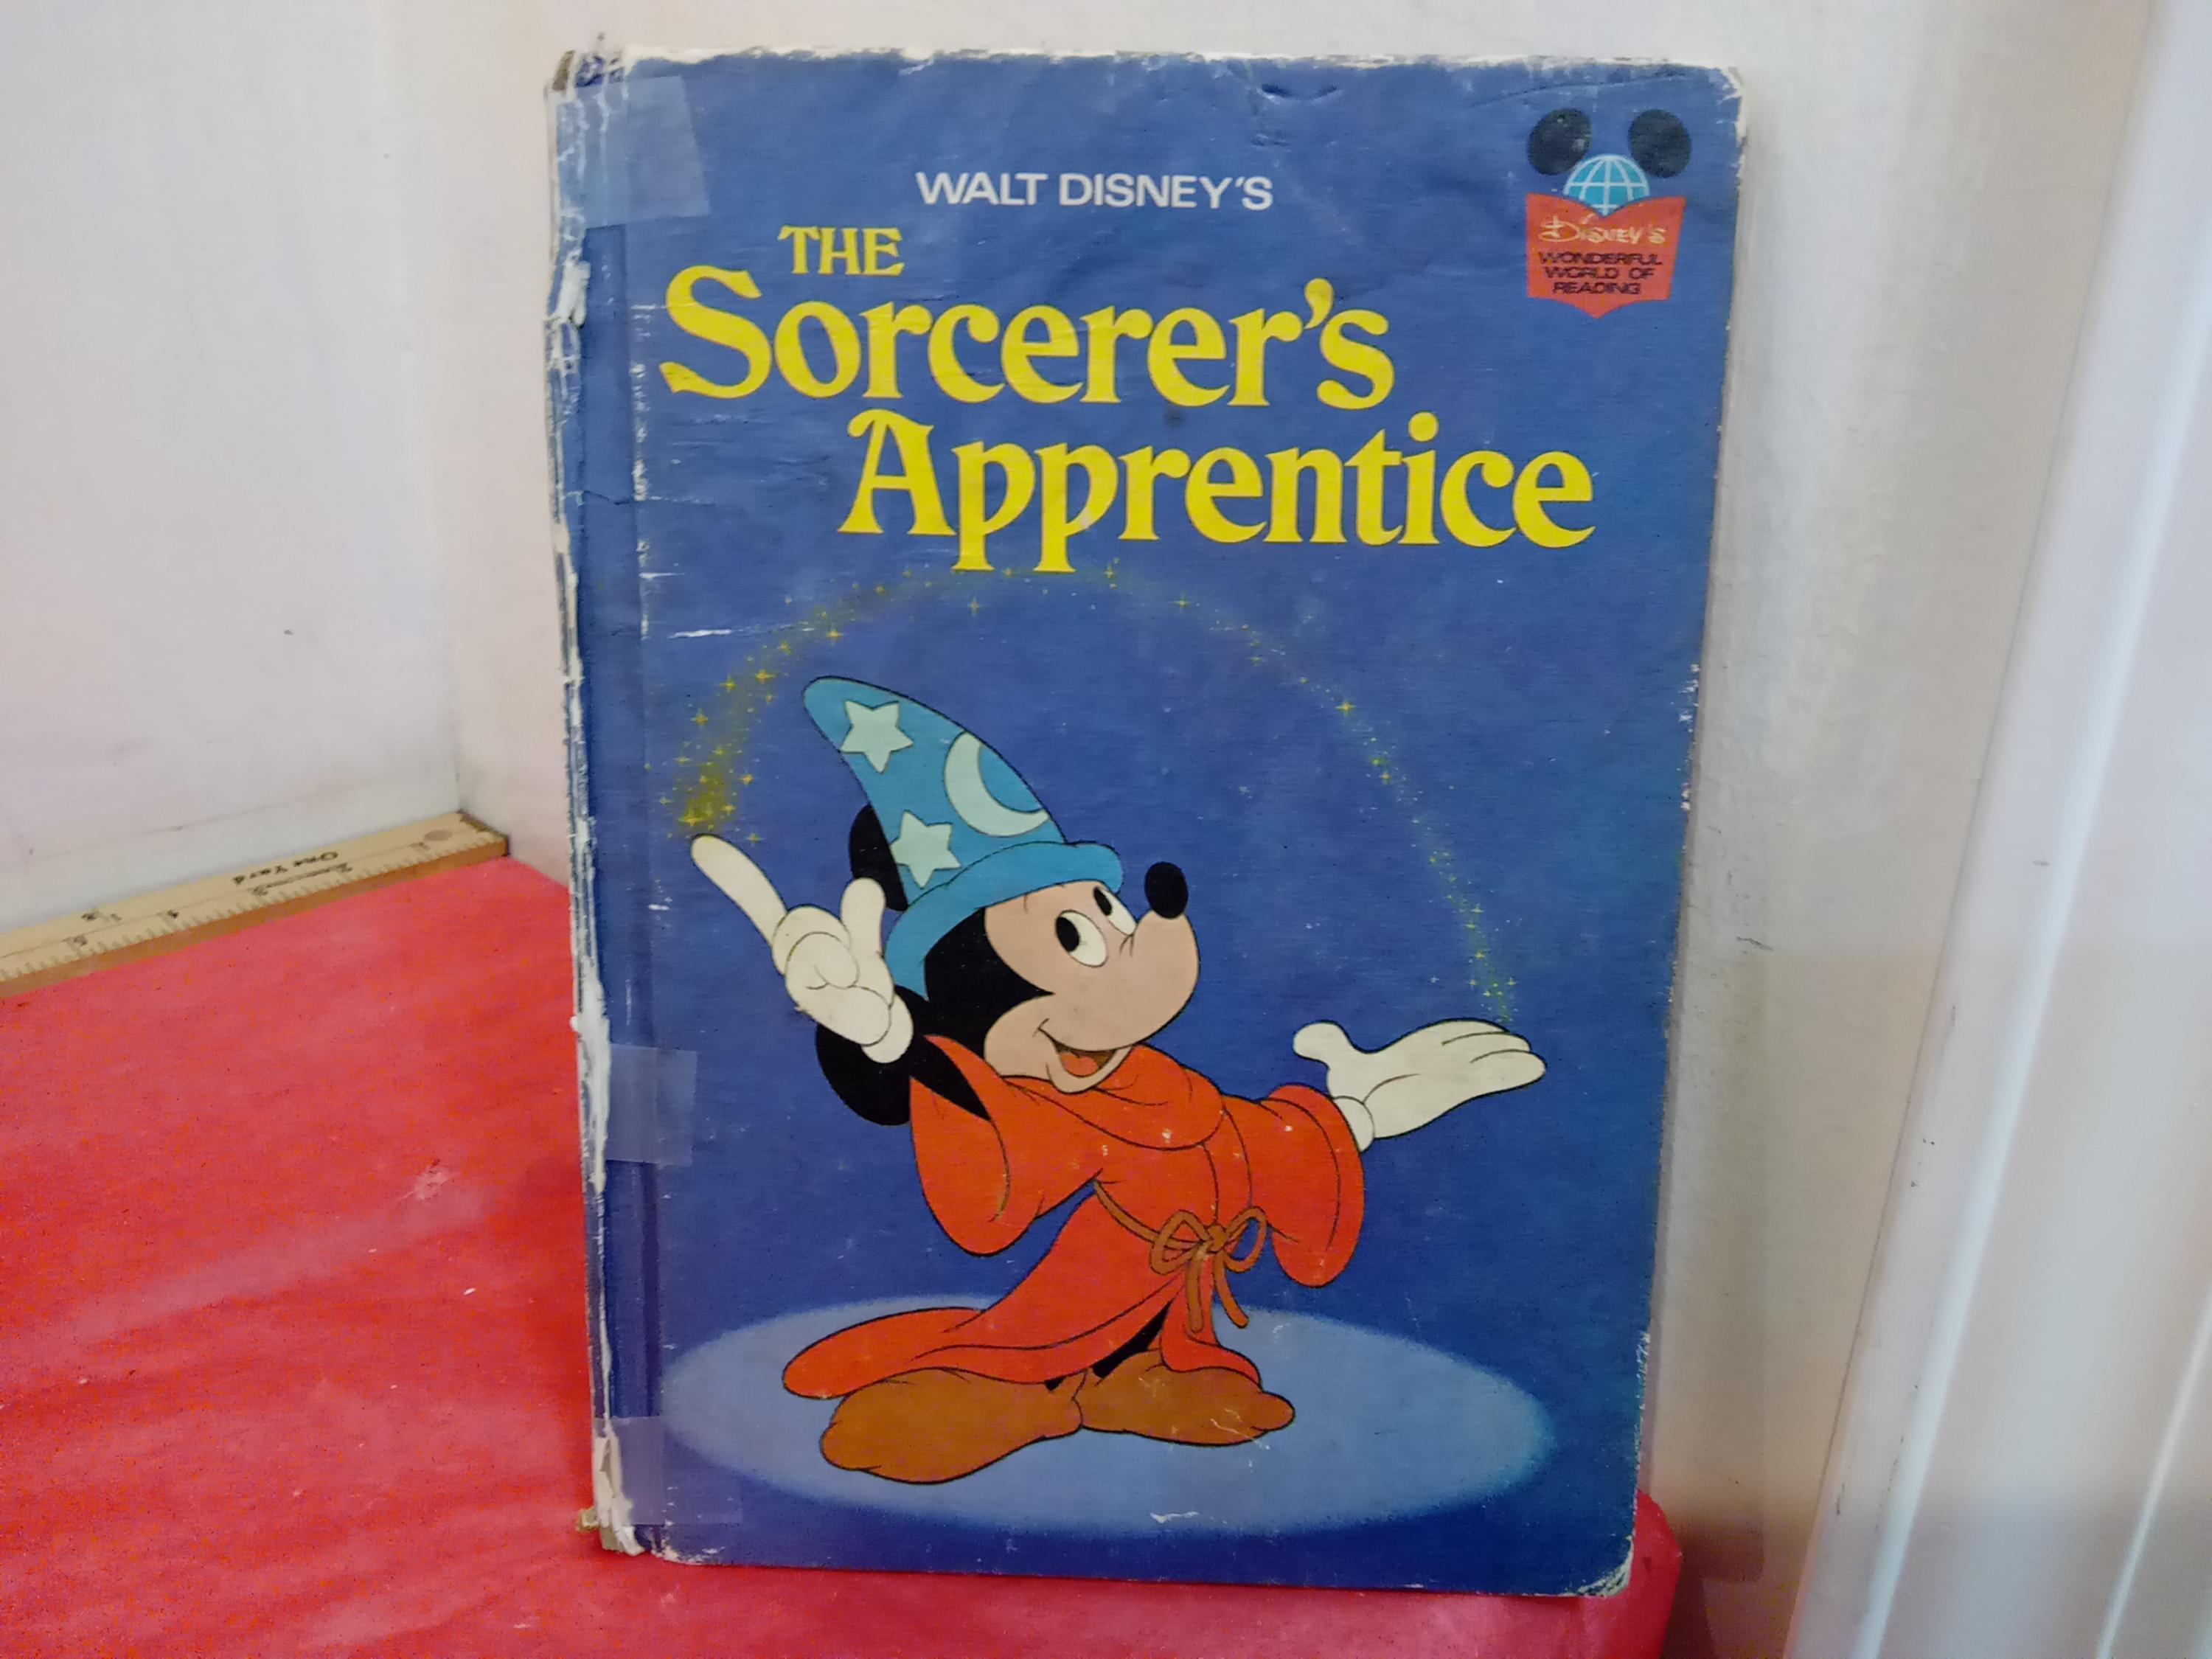 WALT DISNEY'S
THE
Sorcerer's
Apprentice
DISNEY'S
WONDERFUL
WORLD OF
READING
One Yard